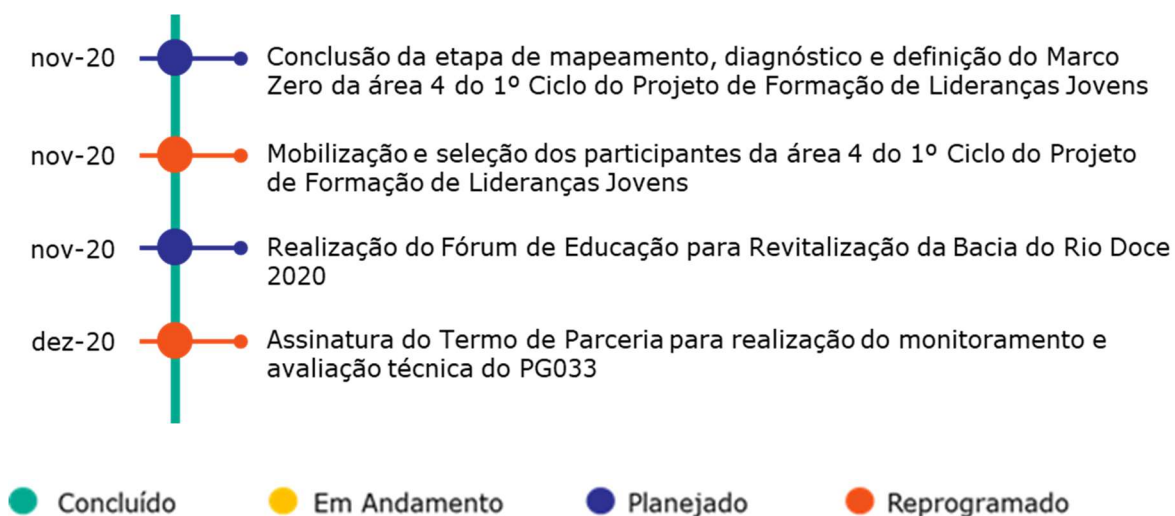 nov-20
Conclusão da etapa de mapeamento, diagnóstico e definição do Marco
Zero da área 4 do 1º Ciclo do Projeto de Formação de Lideranças Jovens
nov-20
Mobilização e seleção dos participantes da área 4 do 1º Ciclo do Projeto
de Formação de Lideranças Jovens
nov-20
Realização do Fórum de Educação para Revitalização da Bacia do Rio Doce
2020
dez-20
Assinatura do Termo de Parceria para realização do monitoramento e
avaliação técnica do PG033
Concluído
Em Andamento
Planejado
Reprogramado